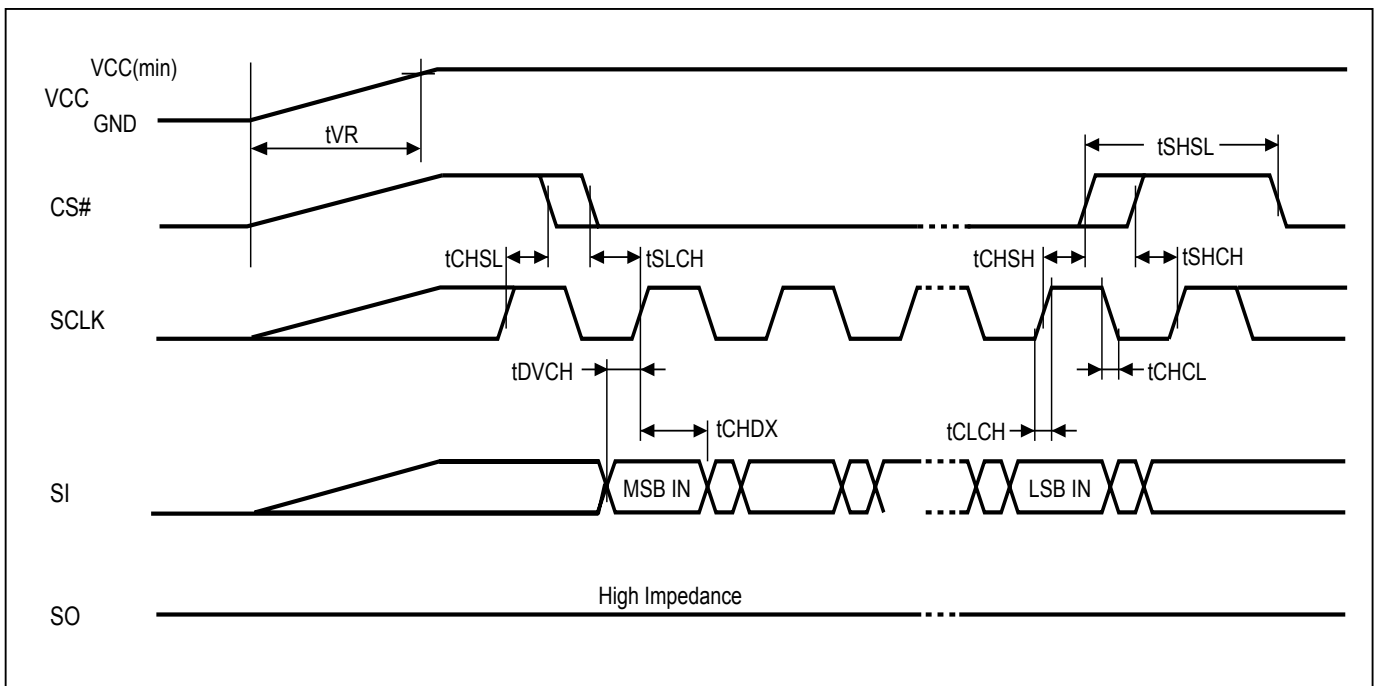 VCC(min)
VCC
GND
tVR
tSHSL
CS#
tCHSL
tSLCH
tCHSH
tSHCH
SCLK
tDVCH
tCHCL
tCHDX
tCLCH
SI
MSB IN
LSB IN
High Impedance
SO